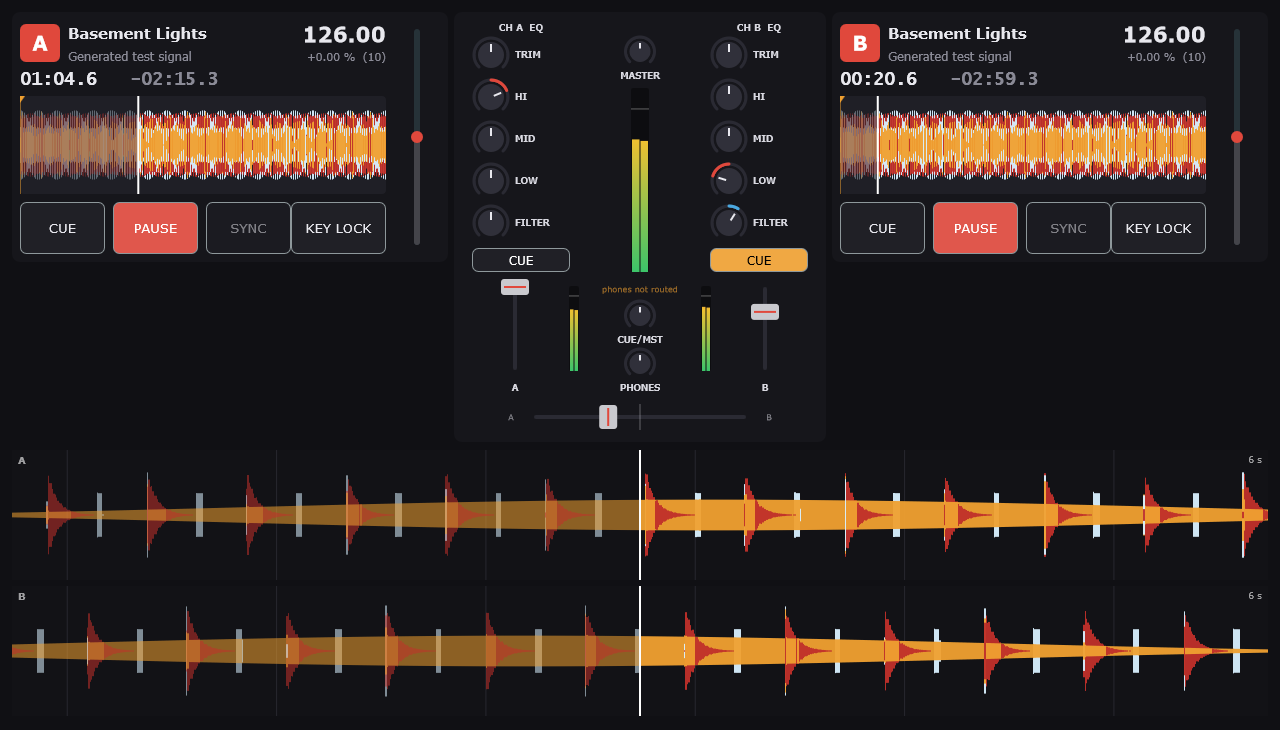 A
Basement Lights
126.00
Generated test signal
+0.00 % (10)
01:04.6
-02:15.3
CUE
PAUSE
SYNC
KEY LOCK
CH A EQ
CH B EQ
TRIM
HI
MID
LOW
FILTER
CUE
MASTER
TRIM
HI
MID
LOW
FILTER
CUE
phones not routed
CUE/MST
PHONES
A
B
A
B
B
Basement Lights
126.00
Generated test signal
+0.00 % (10)
00:20.6
-02:59.3
CUE
PAUSE
SYNC
KEY LOCK
A
6 s
B
6 s